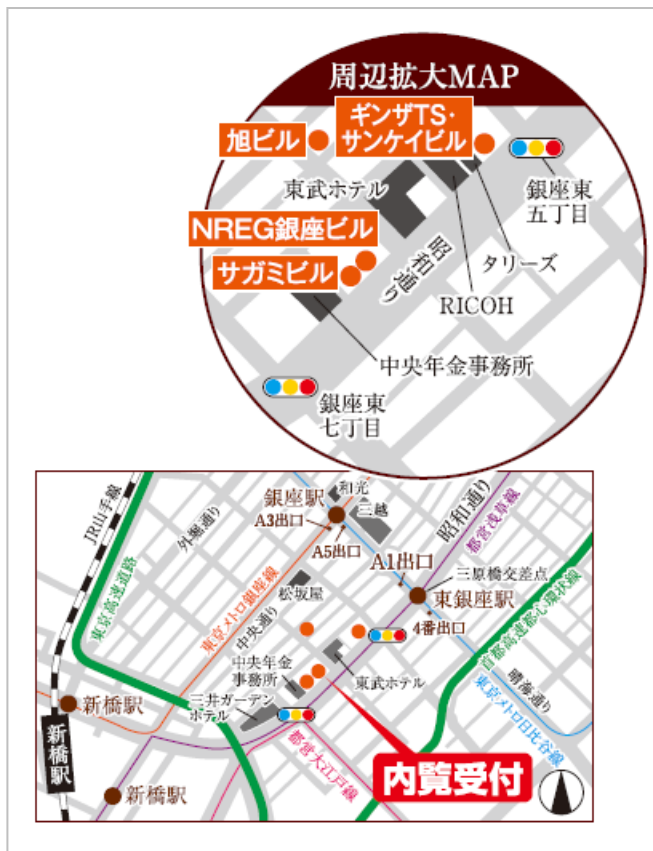 周辺拡大MAP
ギンザTS・
サンケイビル
旭ビル
銀座東
五丁目
東武ホテル
NREG銀座ビル
サガミビル
昭和通り
タリーズ
RICOH
中央年金事務所
銀座東
七丁目
JR山手線
東京高速道路
外堀通り
銀座駅
和光
三越
A3出口
A5出口
昭和通り
都営浅草線
A1出口
三原橋交差点
東銀座駅
4番出口
首都高速都心環状線
東京メトロ銀座線
松坂屋
中央通り
晴海通り
東京メトロ日比谷線
中央年金
事務所
東武ホテル
三井ガーデン
ホテル
新橋駅
新橋駅
新橋駅
都営大江戸線
内覧受付